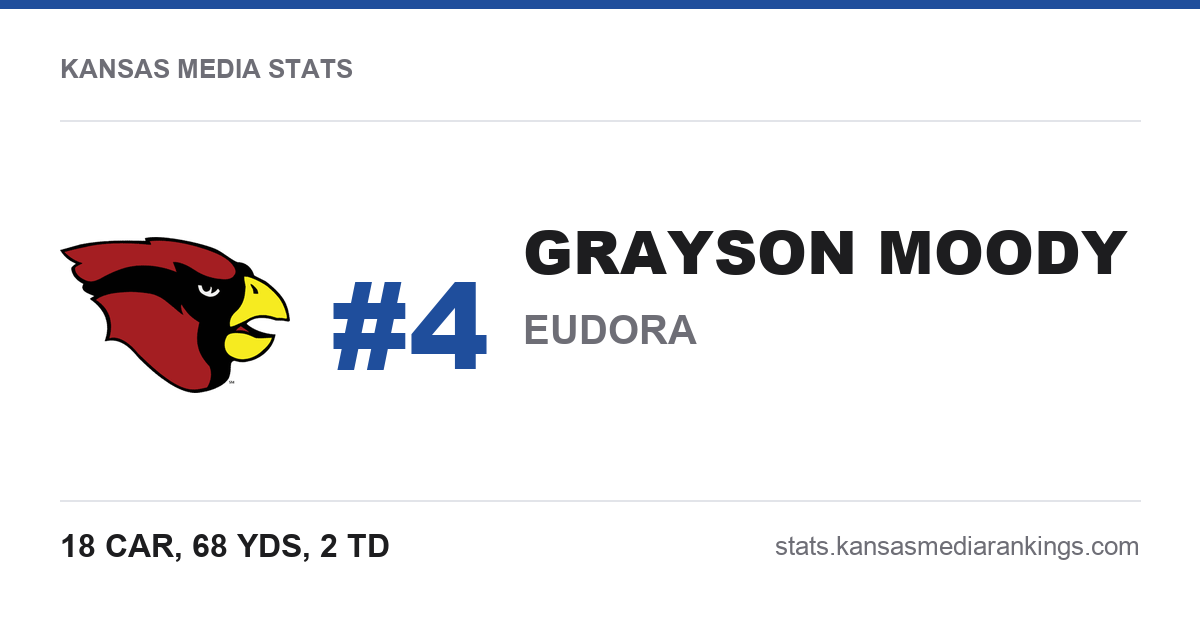 KANSAS MEDIA STATS
#4
GRAYSON MOODY
EUDORA
18 CAR, 68 YDS, 2 TD
stats.kansasmediarankings.com